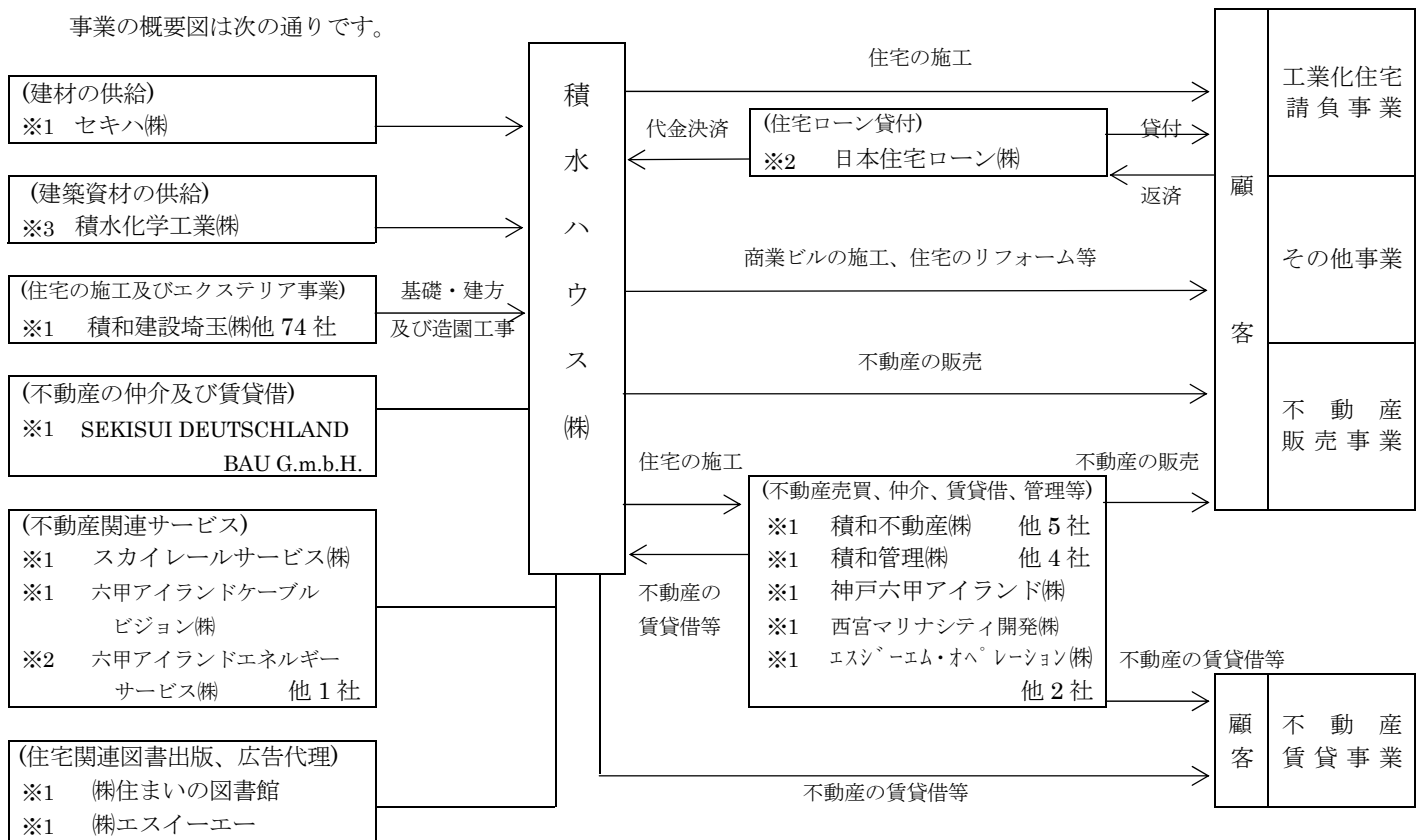 事業の概要図は次の通りです。
(建材の供給)
※1 セキハ㈱
(建築資材の供給)
※3 積水化学工業㈱
(住宅の施工及びエクステリア事業)
※1 積和建設埼玉㈱他 74 社
基礎・建方
及び造園工事
(不動産の仲介及び賃貸借)
※1 SEKISUI DEUTSCHLAND
BAU G.m.b.H.
(不動産関連サービス)
※1 スカイレールサービス㈱
※1 六甲アイランドケーブル
ビジョン㈱
※2 六甲アイランドエネルギー
サービス㈱ 他 1 社
(住宅関連図書出版、広告代理)
※1 ㈱住まいの図書館
※1 ㈱エスイーエー
積水ハウス㈱
住宅の施工
代金決済
(住宅ローン貸付)
※2 日本住宅ローン㈱
貸付
返済
商業ビルの施工、住宅のリフォーム等
不動産の販売
住宅の施工
不動産の販売
(不動産売買、仲介、賃貸借、管理等)
※1 積和不動産㈱ 他 5 社
※1 積和管理㈱ 他 4 社
※1 神戸六甲アイランド㈱
※1 西宮マリナシティ開発㈱
※1 ｴｽｼﾞｰｴﾑ・ｵﾍﾟﾚｰｼｮﾝ㈱
他 2 社
不動産の
賃貸借等
不動産の賃貸借等
不動産の賃貸借等
顧客
工業化住宅
請負事業
その他事業
不動産
販売事業
顧客
不動産
賃貸事業